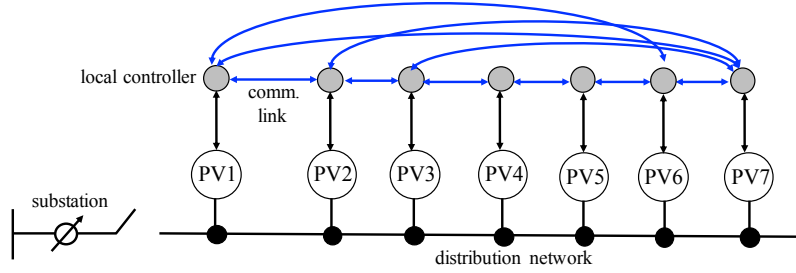 local controller
comm.
link
PV1
PV2
PV3
PV4
PV5
PV6
PV7
substation
distribution network